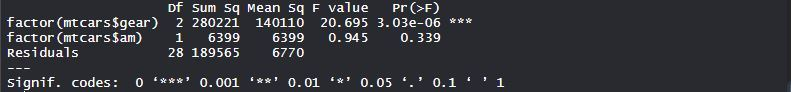 Df Sum Sq Mean Sq F value Pr(>F)
factor(mtcars$gear) 2 280221 140110 20.695 3.03e-06 ***
factor(mtcars$am) 1 6399 6399 0.945 0.339
Residuals 28 189565 6770
---
Signif. codes: 0 ‘***’ 0.001 ‘**’ 0.01 ‘*’ 0.05 ‘.’ 0.1 ‘ ’ 1